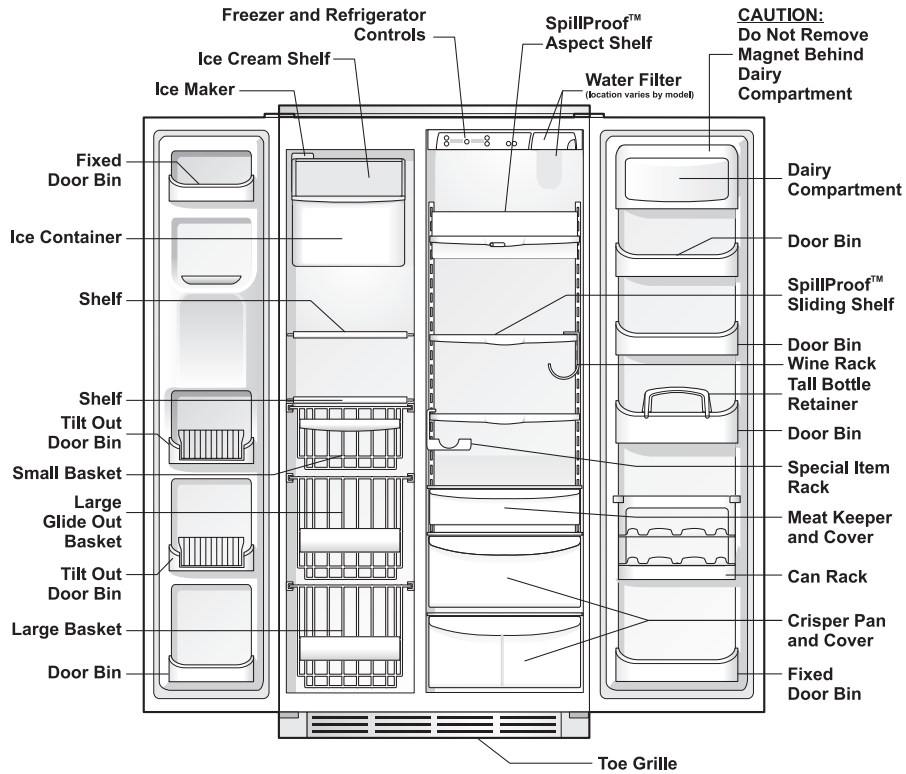 Freezer and Refrigerator
Controls
Ice Cream Shelf
Ice Maker
SpillProof™
Aspect Shelf
Water Filter
(location varies by model)
CAUTION:
Do Not Remove
Magnet Behind
Dairy
Compartment
Fixed
Door Bin
Ice Container
Shelf
Shelf
Tilt Out
Door Bin
Small Basket
Large
Glide Out
Basket
Tilt Out
Door Bin
Large Basket
Door Bin
Dairy
Compartment
Door Bin
SpillProof™
Sliding Shelf
Door Bin
Wine Rack
Tall Bottle
Retainer
Door Bin
Special Item
Rack
Meat Keeper
and Cover
Can Rack
Crisper Pan
and Cover
Fixed
Door Bin
Toe Grille